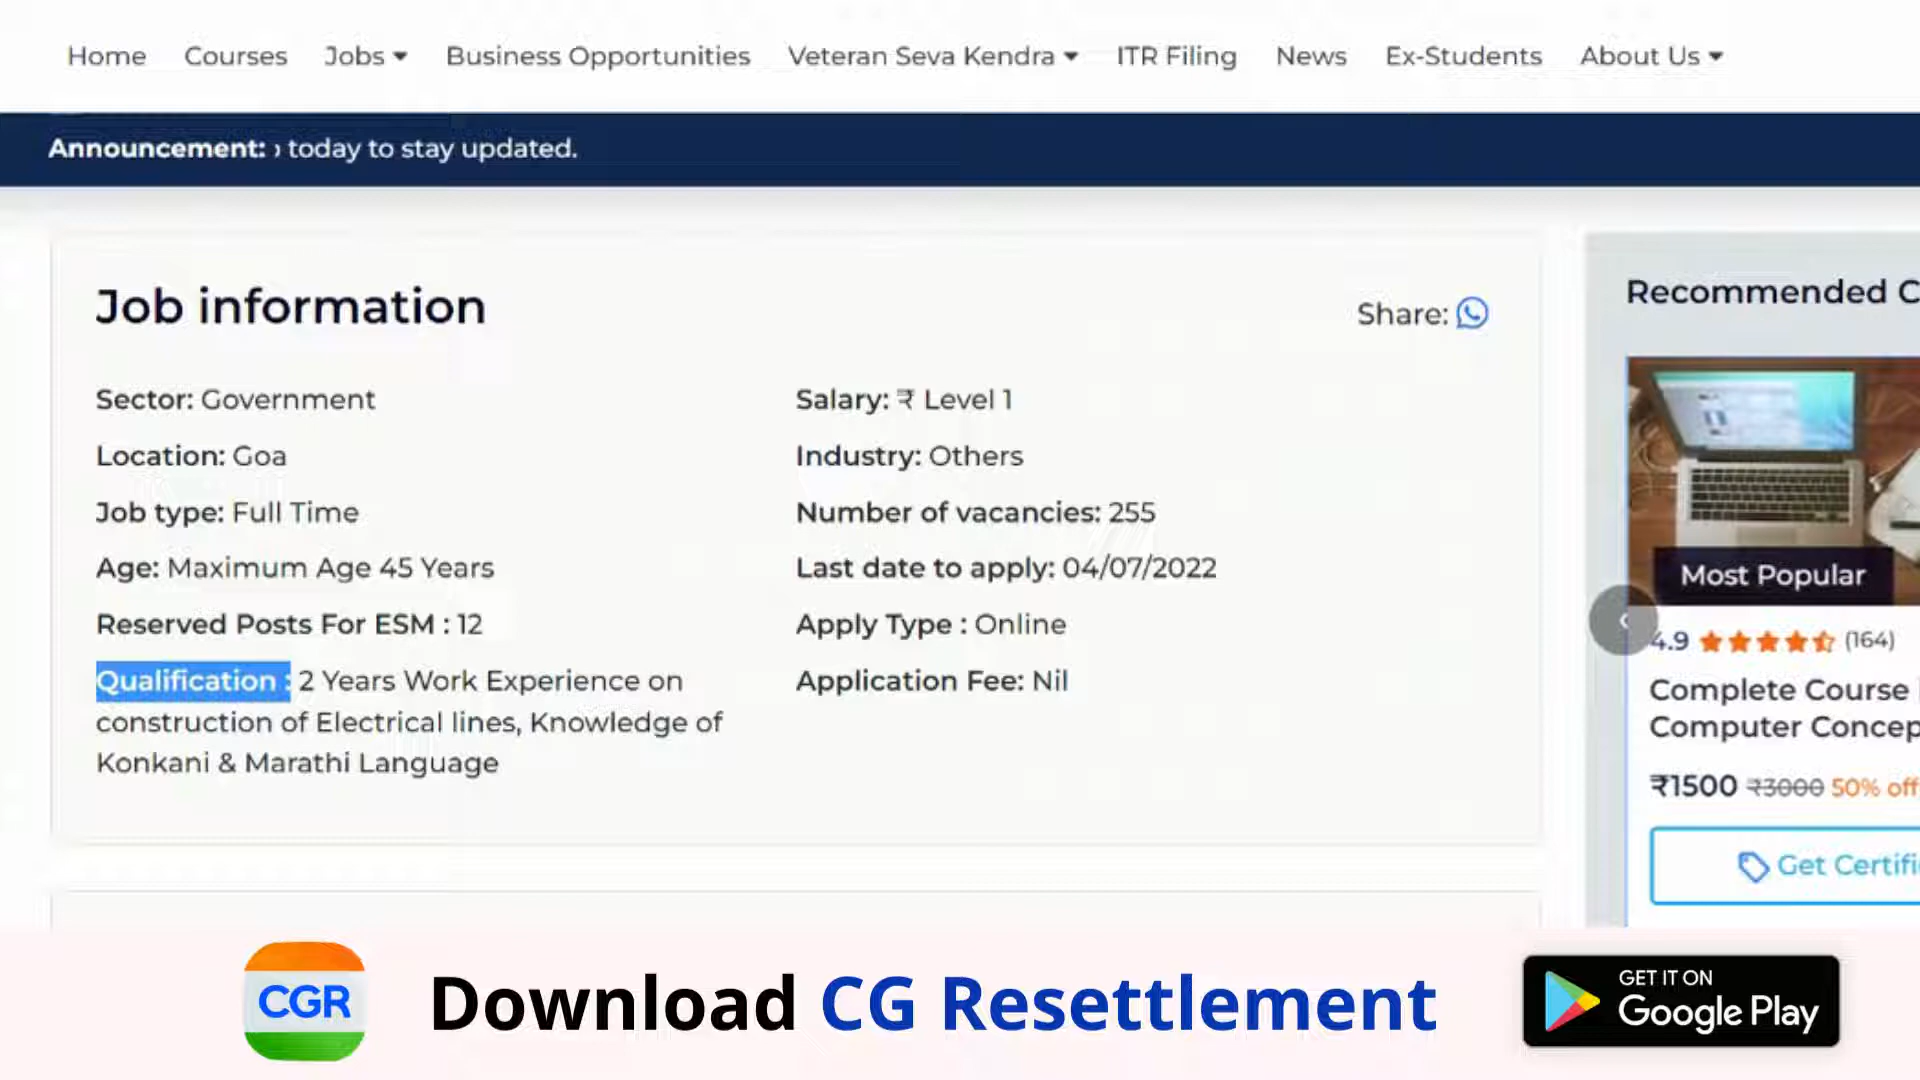 Home Courses Jobs Business Opportunities Veteran Seva Kendra ITR Filing News Ex-Students About Us
Announcement: today to stay updated.
Job information
Share:
Sector: Government
Salary: ₹ Level 1
Location: Goa
Industry: Others
Job type: Full Time
Number of vacancies: 255
Age: Maximum Age 45 Years
Last date to apply: 04/07/2022
Reserved Posts For ESM : 12
Apply Type : Online
Qualification : 2 Years Work Experience on
construction of Electrical lines, Knowledge of
Konkani & Marathi Language
Application Fee: Nil
Recommended C
Most Popular
4.9 (164)
Complete Course
Computer Concep
₹1500 ₹3000 50% off
Get Certifi
CGR
Download CG Resettlement
GET IT ON
Google Play